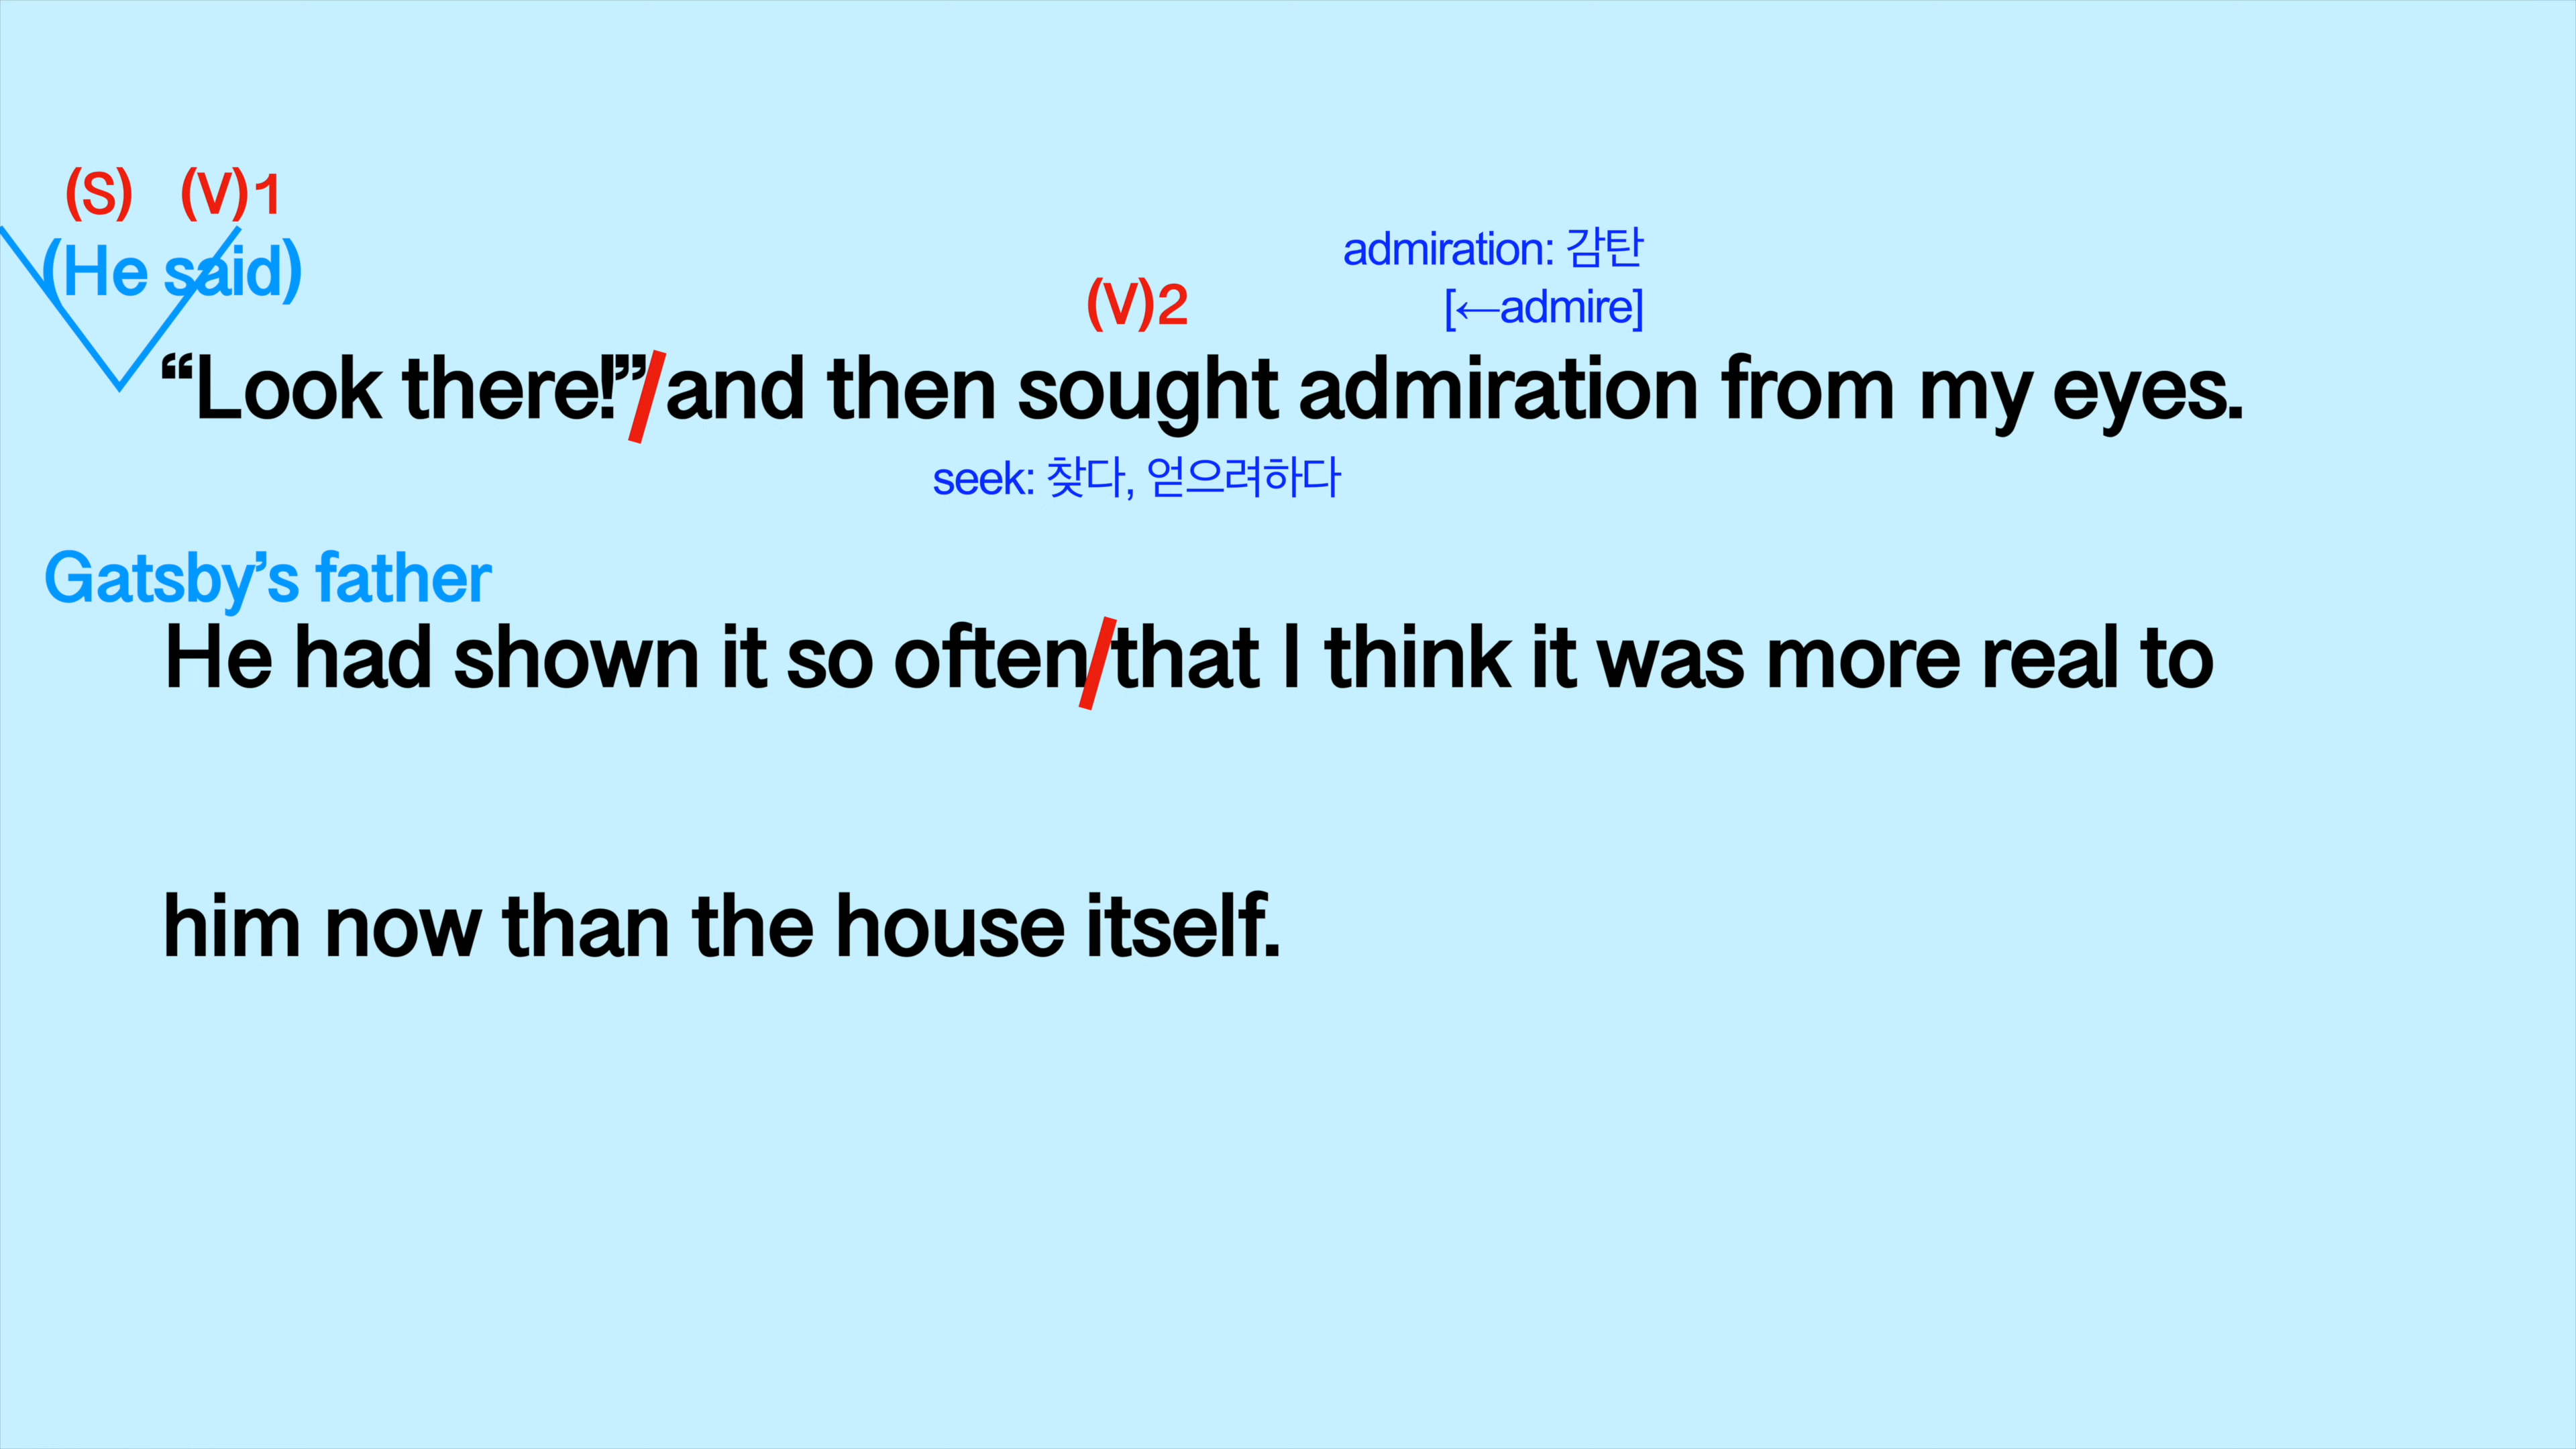 (S) (V)1
(He said)
admiration: 감탄
(V)2 [←admire]
“Look there!”/and then sought admiration from my eyes.
seek: 찾다, 얻으려하다
Gatsby’s father
He had shown it so often/that I think it was more real to
him now than the house itself.